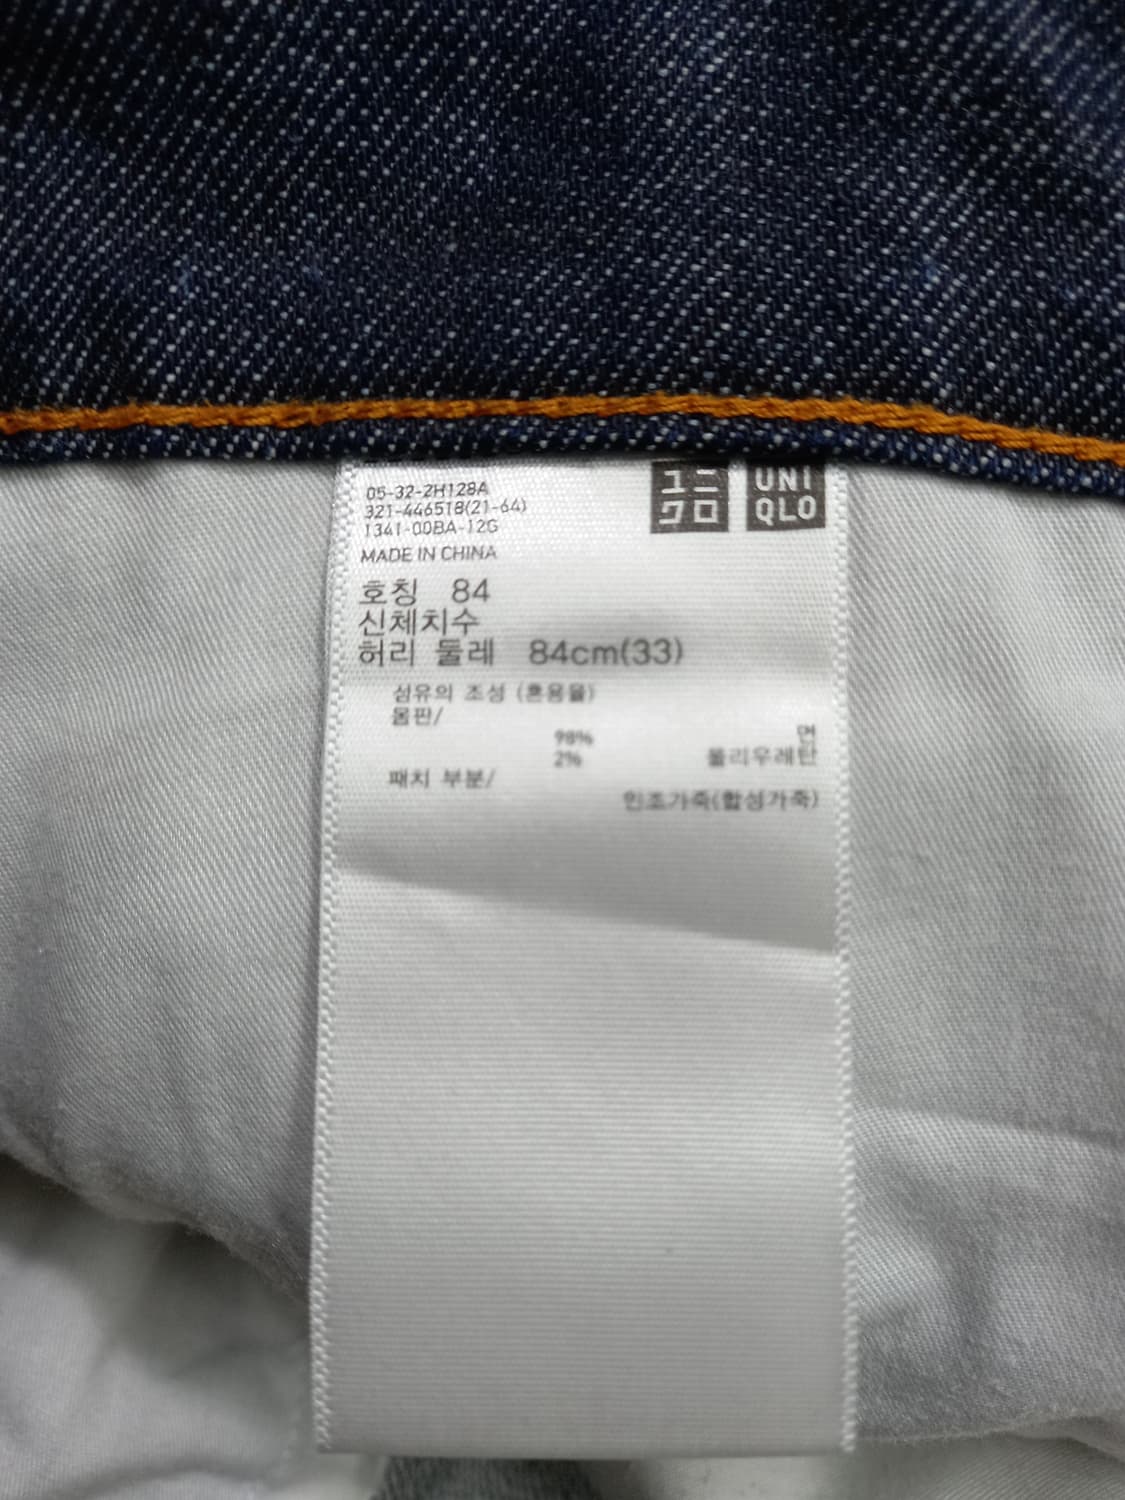 05-32-2H128A
321-446518(21-64)
1341-00BA-12G
MADE IN CHINA
ユニ
クロ
UNI
QLO
호칭 84
신체치수
허리 둘레 84cm(33)
섬유의 조성 (혼용율)
몸판/
98% 면
2% 폴리우레탄
패치 부분/
인조가죽(합성가죽)